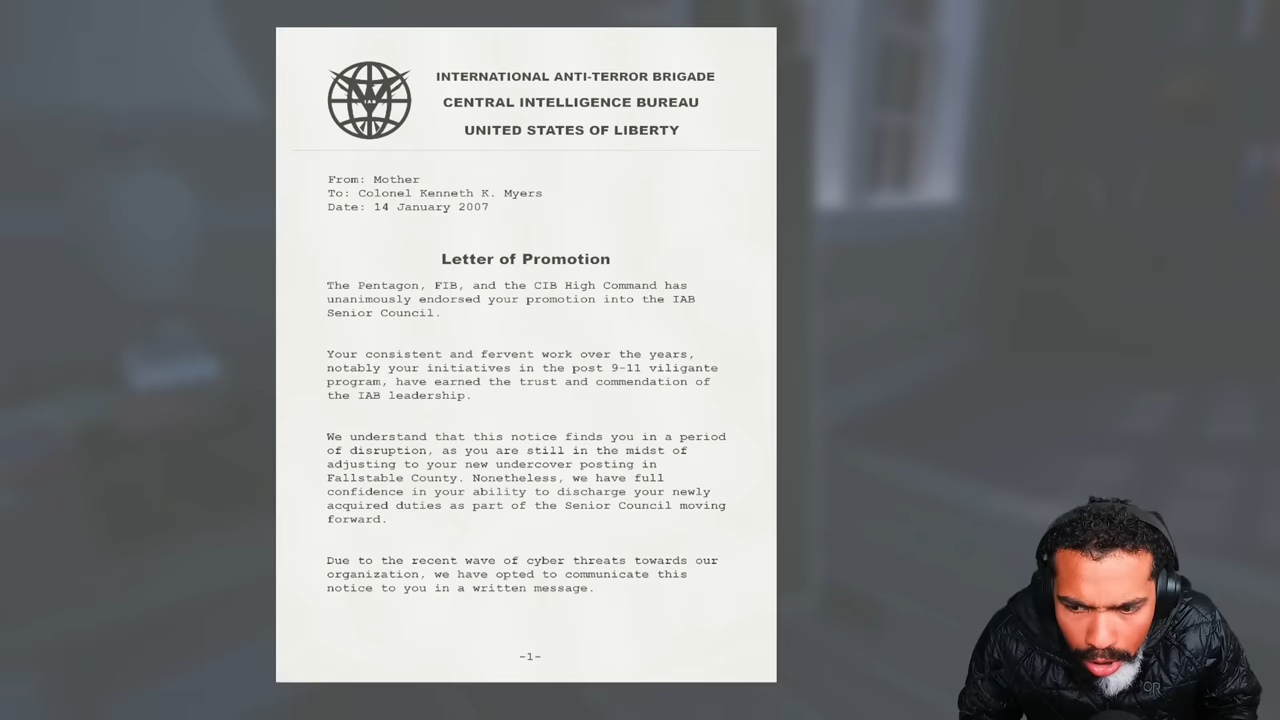 INTERNATIONAL ANTI-TERROR BRIGADE
CENTRAL INTELLIGENCE BUREAU
UNITED STATES OF LIBERTY
From: Mother
To: Colonel Kenneth K. Myers
Date: 14 January 2007
Letter of Promotion
The Pentagon, FIB, and the CIB High Command has
unanimously endorsed your promotion into the IAB
Senior Council.
Your consistent and fervent work over the years,
notably your initiatives in the post 9-11 viligante
program, have earned the trust and commendation of
the IAB leadership.
We understand that this notice finds you in a period
of disruption, as you are still in the midst of
adjusting to your new undercover posting in
Fallstable County. Nonetheless, we have full
confidence in your ability to discharge your newly
acquired duties as part of the Senior Council moving
forward.
Due to the recent wave of cyber threats towards our
organization, we have opted to communicate this
notice to you in a written message.
-1-
OR